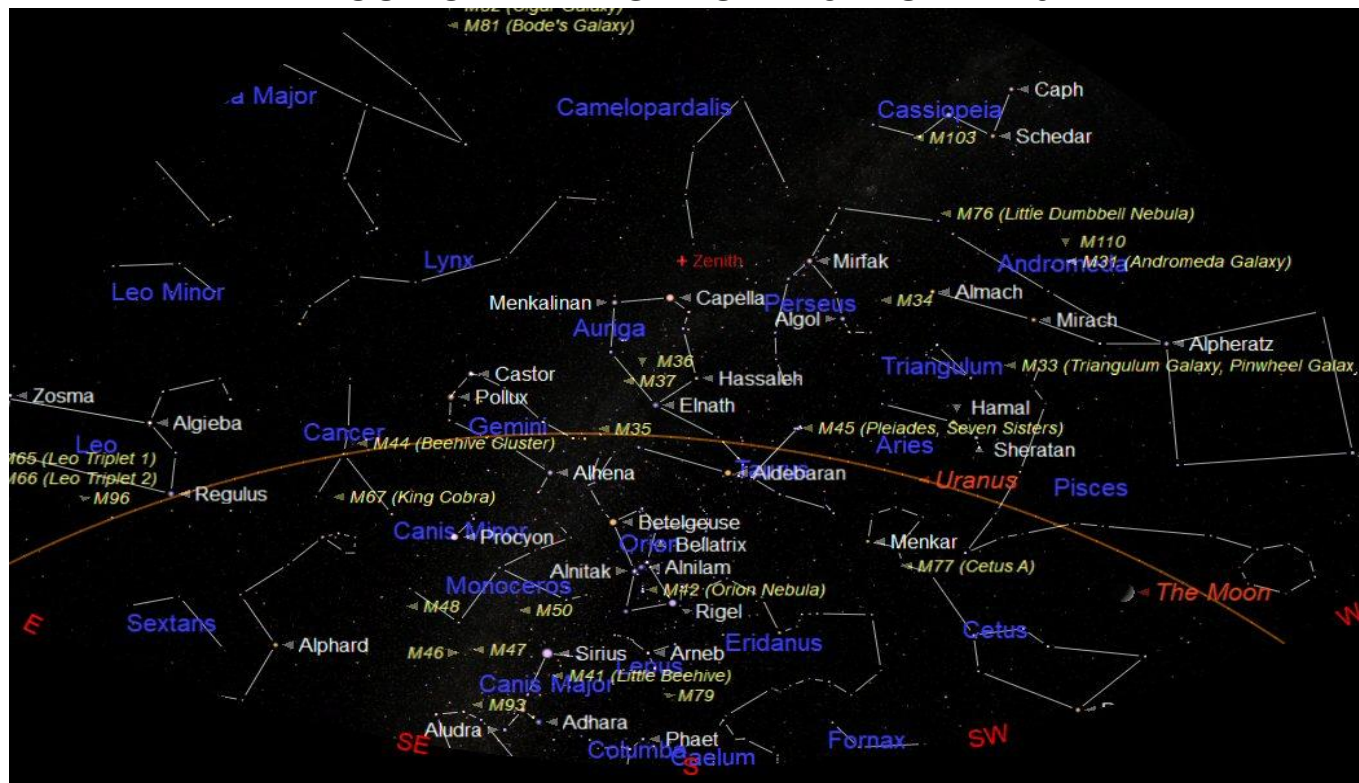 M81 (Bode's Galaxy)
a Major
Camelopardalis
Cassiopeia
Caph
M103
Schedar
M76 (Little Dumbbell Nebula)
M110
Andromeda
M31 (Andromeda Galaxy)
Lynx
Zenith
Mirfak
Leo Minor
Menkalinan
Capella
Perseus
M34
Almach
Auriga
Algol
Mirach
Alpheratz
M36
Triangulum
M33 (Triangulum Galaxy, Pinwheel Galax
Castor
M37
Hassaleh
Zosma
Pollux
Elnath
Hamal
Algieba
Gemini
M35
M45 (Pleiades, Seven Sisters)
Leo
Cancer
M44 (Beehive Cluster)
Aries
Sheratan
M65 (Leo Triplet 1)
M66 (Leo Triplet 2)
Alhena
Taurus
Aldebaran
Uranus
Pisces
M96
Regulus
M67 (King Cobra)
Canis Minor
Procyon
Betelgeuse
Orion
Bellatrix
Menkar
Alnitak
Alnilam
M77 (Cetus A)
Monoceros
M42 (Orion Nebula)
The Moon
M48
M50
Rigel
E
Sextans
W
Alphard
Eridanus
Cetus
M46
M47
Sirius
Lepus
Arneb
M41 (Little Beehive)
Canis Major
M79
M93
Aludra
Adhara
SE
Phaet
Columba
Caelum
S
Fornax
SW